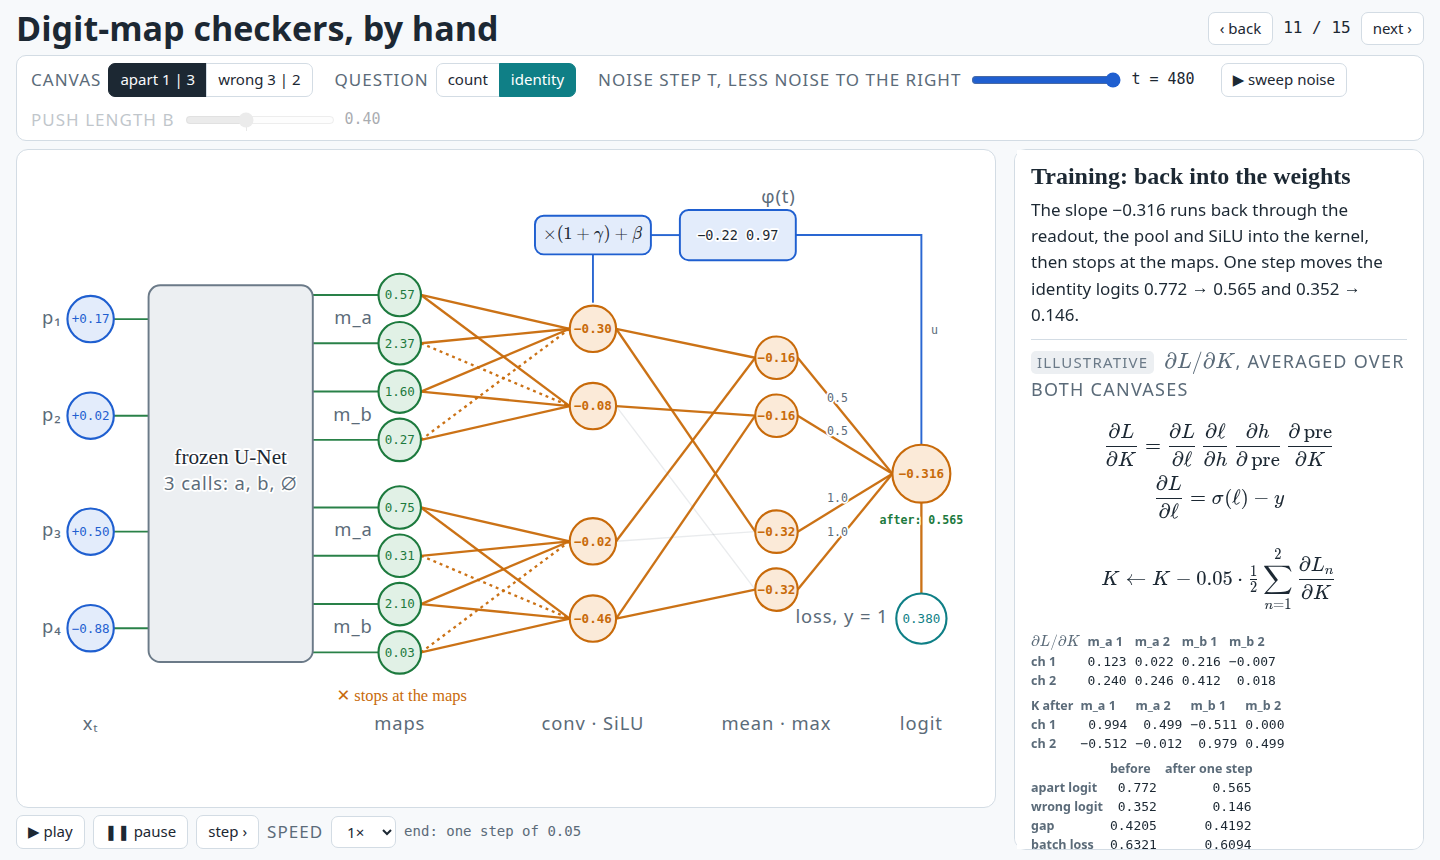 Digit-map checkers, by hand
‹ back 11 / 15 next ›
CANVAS apart 1 | 3 wrong 3 | 2 QUESTION count identity NOISE STEP T, LESS NOISE TO THE RIGHT t = 480 ▶ sweep noise
PUSH LENGTH B 0.40
φ(t)
×(1 + γ) + β −0.22 0.97
p₁ +0.17
p₂ +0.02
p₃ +0.50
p₄ −0.88
frozen U-Net
3 calls: a, b, ∅
0.57
m_a
2.37
1.60
m_b
0.27
0.75
m_a
0.31
2.10
m_b
0.03
−0.30
−0.08
−0.02
−0.46
−0.16
−0.16
−0.32
−0.32
0.5
0.5
1.0
1.0
u
−0.316
after: 0.565
loss, y = 1 0.380
✕ stops at the maps
xₜ maps conv · SiLU mean · max logit
▶ play ❚❚ pause step › SPEED 1× end: one step of 0.05
Training: back into the weights
The slope −0.316 runs back through the
readout, the pool and SiLU into the kernel,
then stops at the maps. One step moves the
identity logits 0.772 → 0.565 and 0.352 →
0.146.
ILLUSTRATIVE ∂L/∂K, AVERAGED OVER
BOTH CANVASES
∂L/∂K = ∂L/∂ℓ ∂ℓ/∂h ∂h/∂ pre ∂ pre/∂K
∂L/∂ℓ = σ(ℓ) − y
K ← K − 0.05 · 1/2 ∑_{n=1}^{2} ∂Lₙ/∂K
∂L/∂K m_a 1 m_a 2 m_b 1 m_b 2
ch 1 0.123 0.022 0.216 −0.007
ch 2 0.240 0.246 0.412 0.018
K after m_a 1 m_a 2 m_b 1 m_b 2
ch 1 0.994 0.499 −0.511 0.000
ch 2 −0.512 −0.012 0.979 0.499
before after one step
apart logit 0.772 0.565
wrong logit 0.352 0.146
gap 0.4205 0.4192
batch loss 0.6321 0.6094